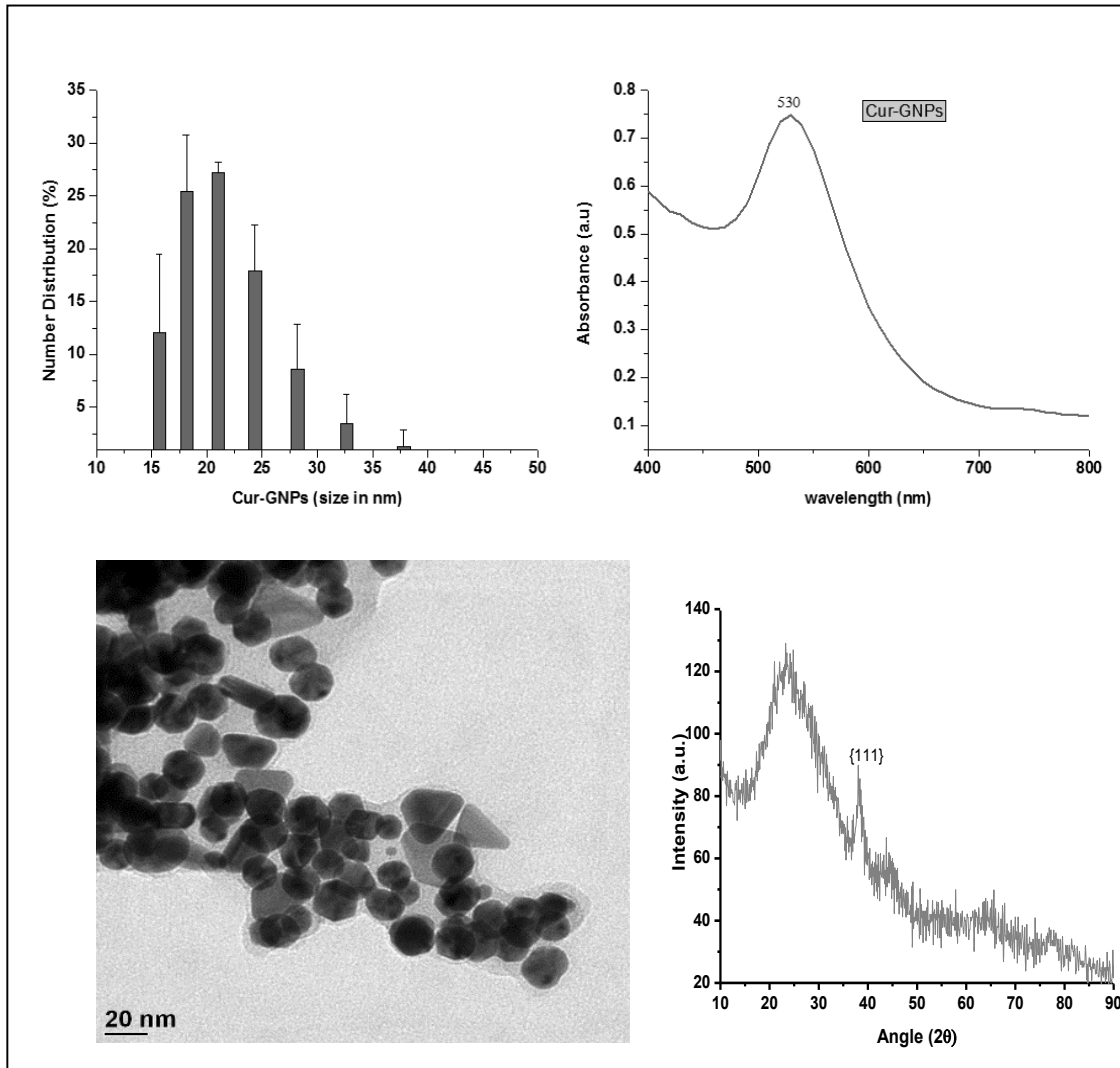 35
30
25
20
15
10
5
10 15 20 25 30 35 40 45 50
Number Distribution (%)
Cur-GNPs (size in nm)
0.8
0.7
0.6
0.5
0.4
0.3
0.2
0.1
400 500 600 700 800
Absorbance (a.u)
wavelength (nm)
530
Cur-GNPs
20 nm
140
120
100
80
60
40
20
10 20 30 40 50 60 70 80 90
Intensity (a.u.)
Angle (2θ)
{111}